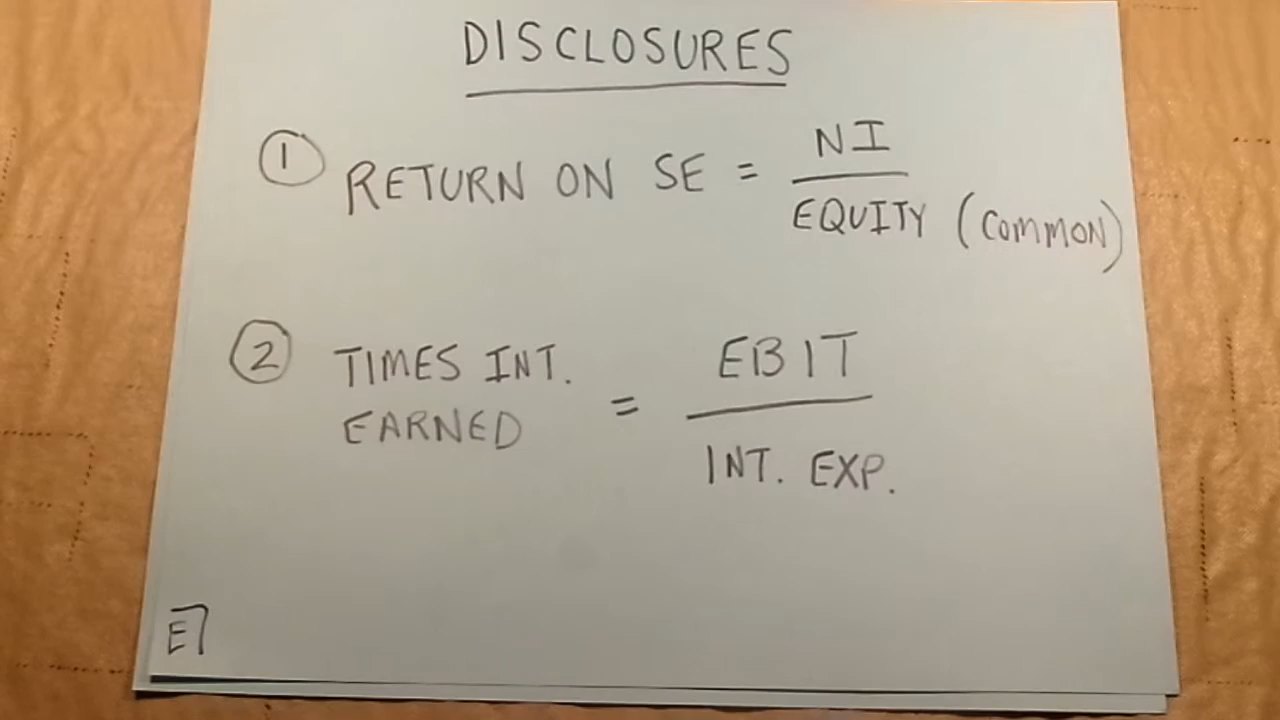 DISCLOSURES
1 RETURN ON SE = NI
EQUITY (COMMON)
2 TIMES INT.
EARNED = EBIT
INT. EXP.
E7